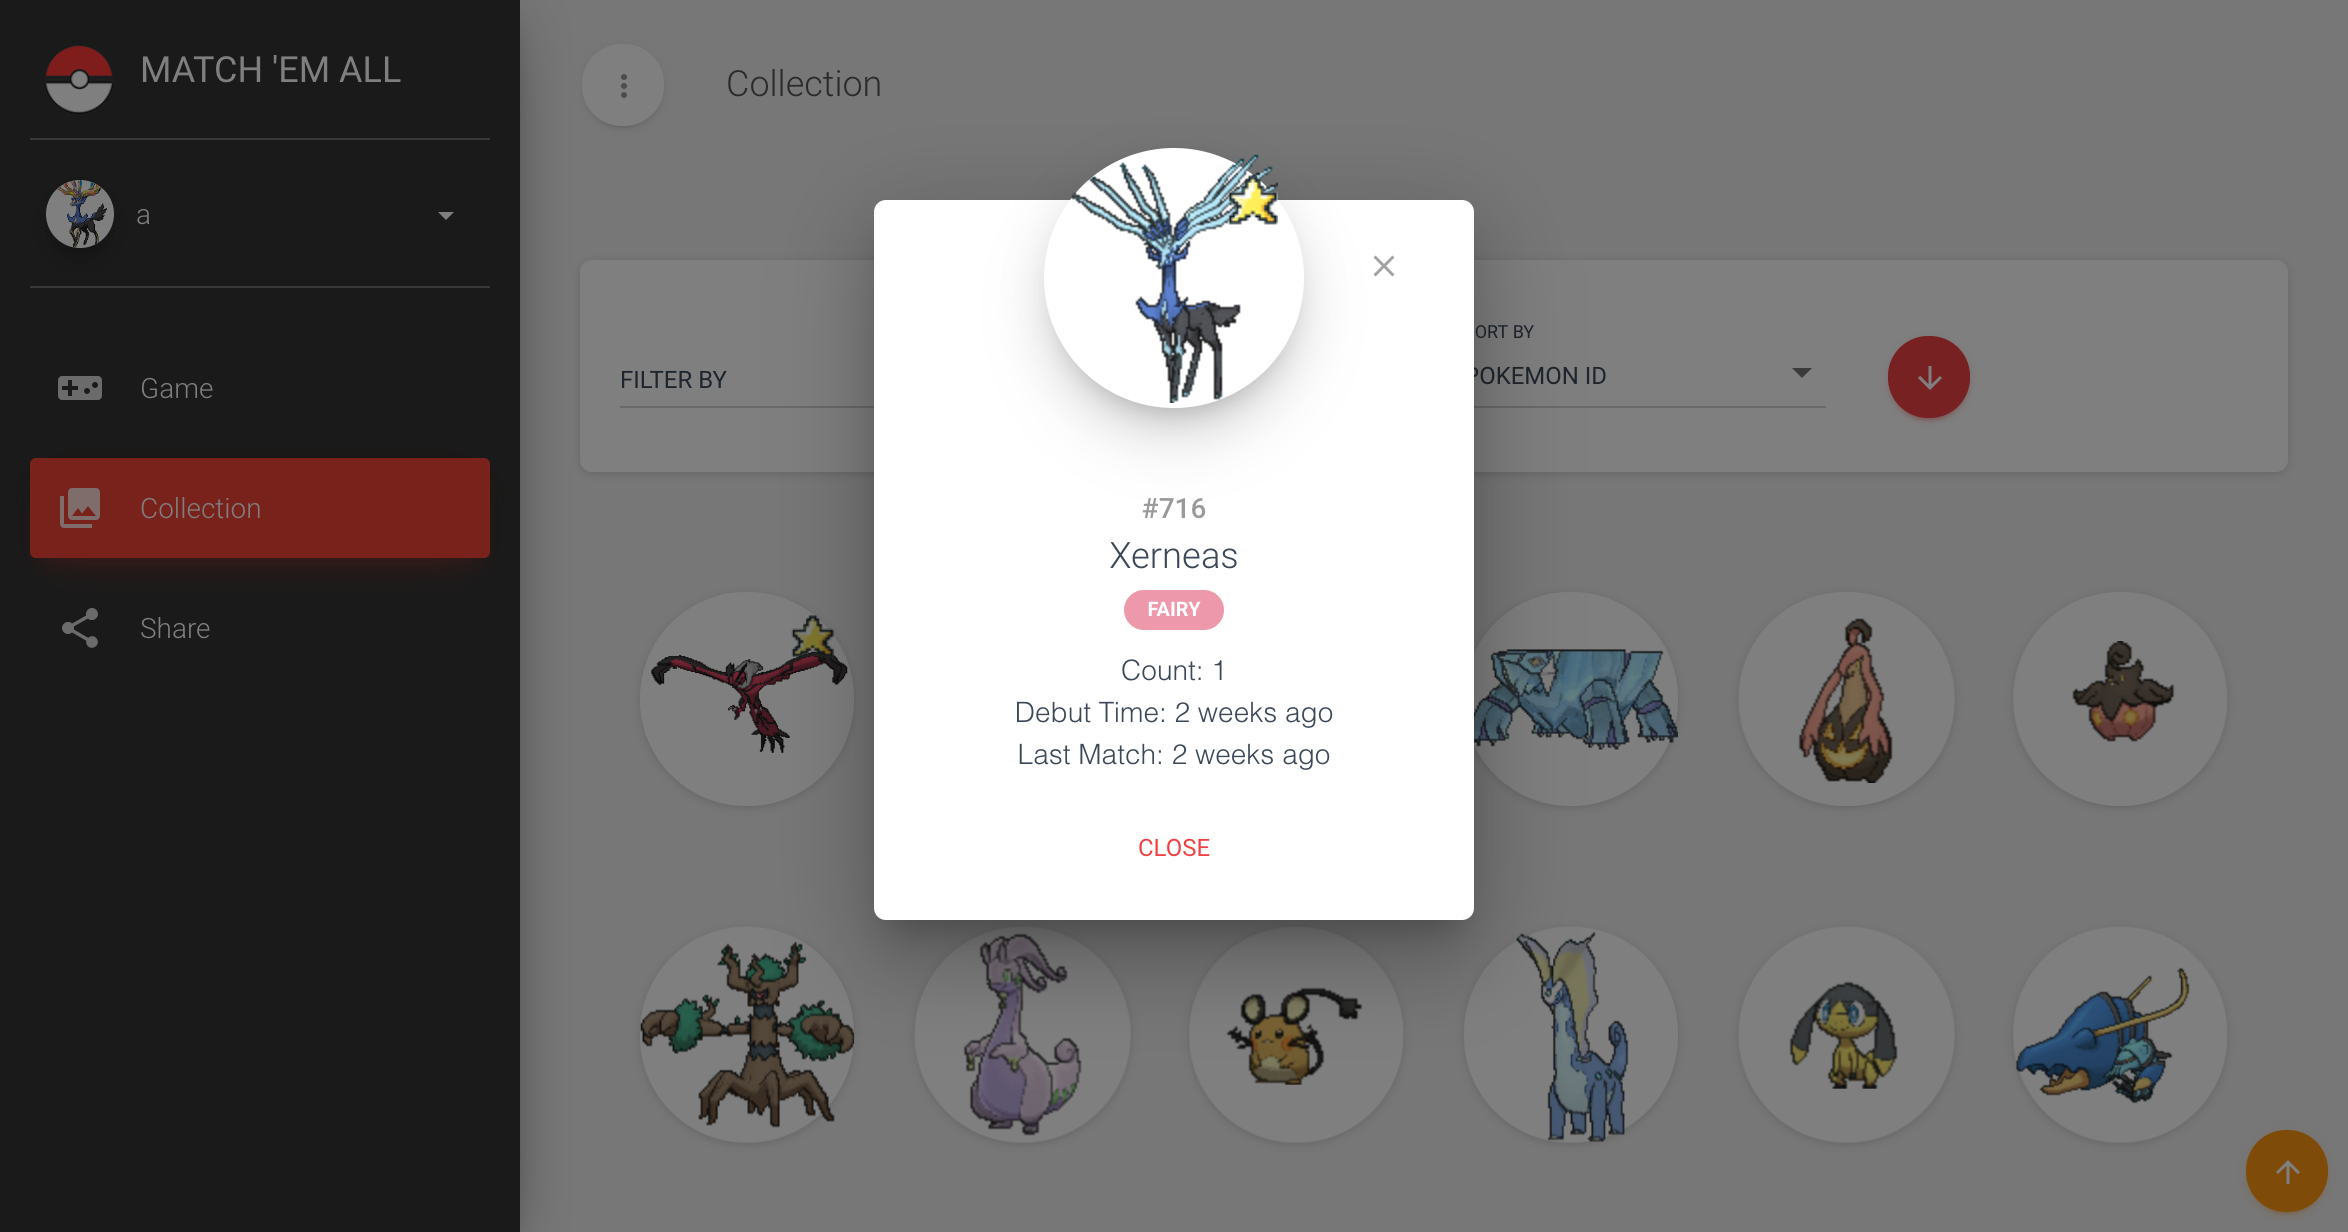 MATCH 'EM ALL
a
Game
Collection
Share
Collection
FILTER BY
ORT BY
POKEMON ID
#716
Xerneas
FAIRY
Count: 1
Debut Time: 2 weeks ago
Last Match: 2 weeks ago
CLOSE